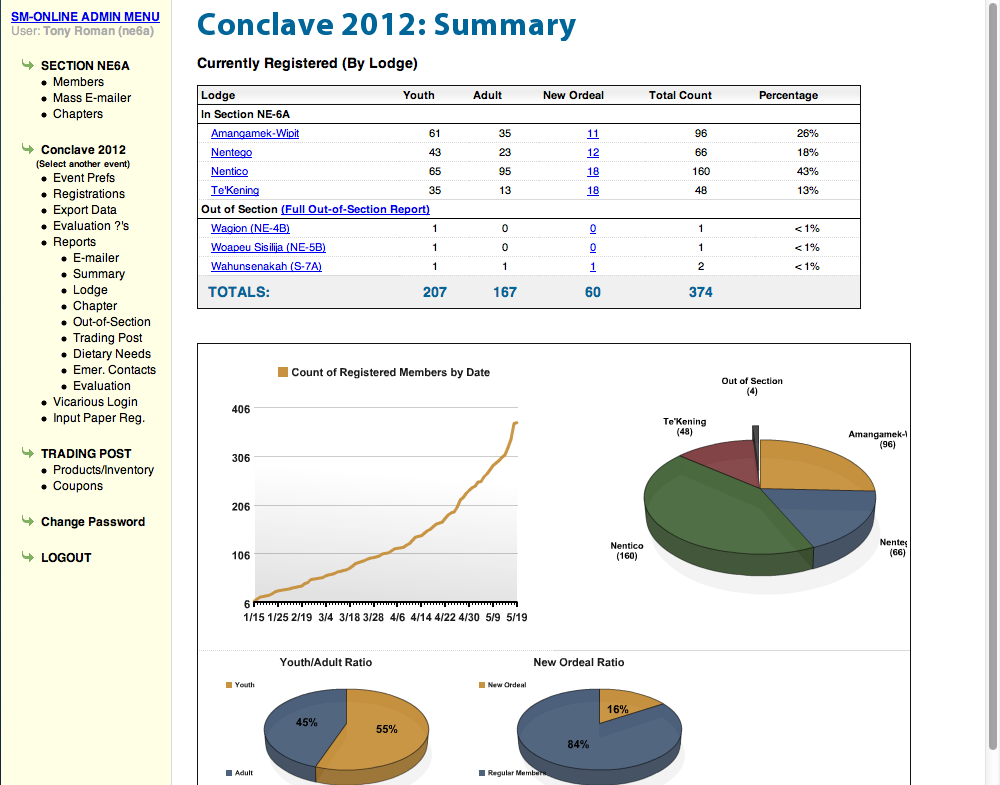 SM-ONLINE ADMIN MENU
User: Tony Roman (ne6a)
SECTION NE6A
Members
Mass E-mailer
Chapters
Conclave 2012
(Select another event)
Event Prefs
Registrations
Export Data
Evaluation ?'s
Reports
E-mailer
Summary
Lodge
Chapter
Out-of-Section
Trading Post
Dietary Needs
Emer. Contacts
Evaluation
Vicarious Login
Input Paper Reg.
TRADING POST
Products/Inventory
Coupons
Change Password
LOGOUT
Conclave 2012: Summary
Currently Registered (By Lodge)
Lodge Youth Adult New Ordeal Total Count Percentage
In Section NE-6A
Amangamek-Wipit 61 35 11 96 26%
Nentego 43 23 12 66 18%
Nentico 65 95 18 160 43%
Te'Kening 35 13 18 48 13%
Out of Section (Full Out-of-Section Report)
Wagion (NE-4B) 1 0 0 1 <1%
Woapeu Sisilija (NE-5B) 1 0 0 1 <1%
Wahunsenakah (S-7A) 1 1 1 2 <1%
TOTALS: 207 167 60 374
Count of Registered Members by Date
406
306
206
106
6
1/15 1/25 2/19 3/4 3/18 3/28 4/6 4/14 4/22 4/30 5/9 5/19
Out of Section
(4)
Te'Kening
(48)
Amangamek-W
(96)
Nentico
(160)
Nenteg
(66)
Youth/Adult Ratio
Youth
45%
55%
Adult
New Ordeal Ratio
New Ordeal
16%
84%
Regular Members